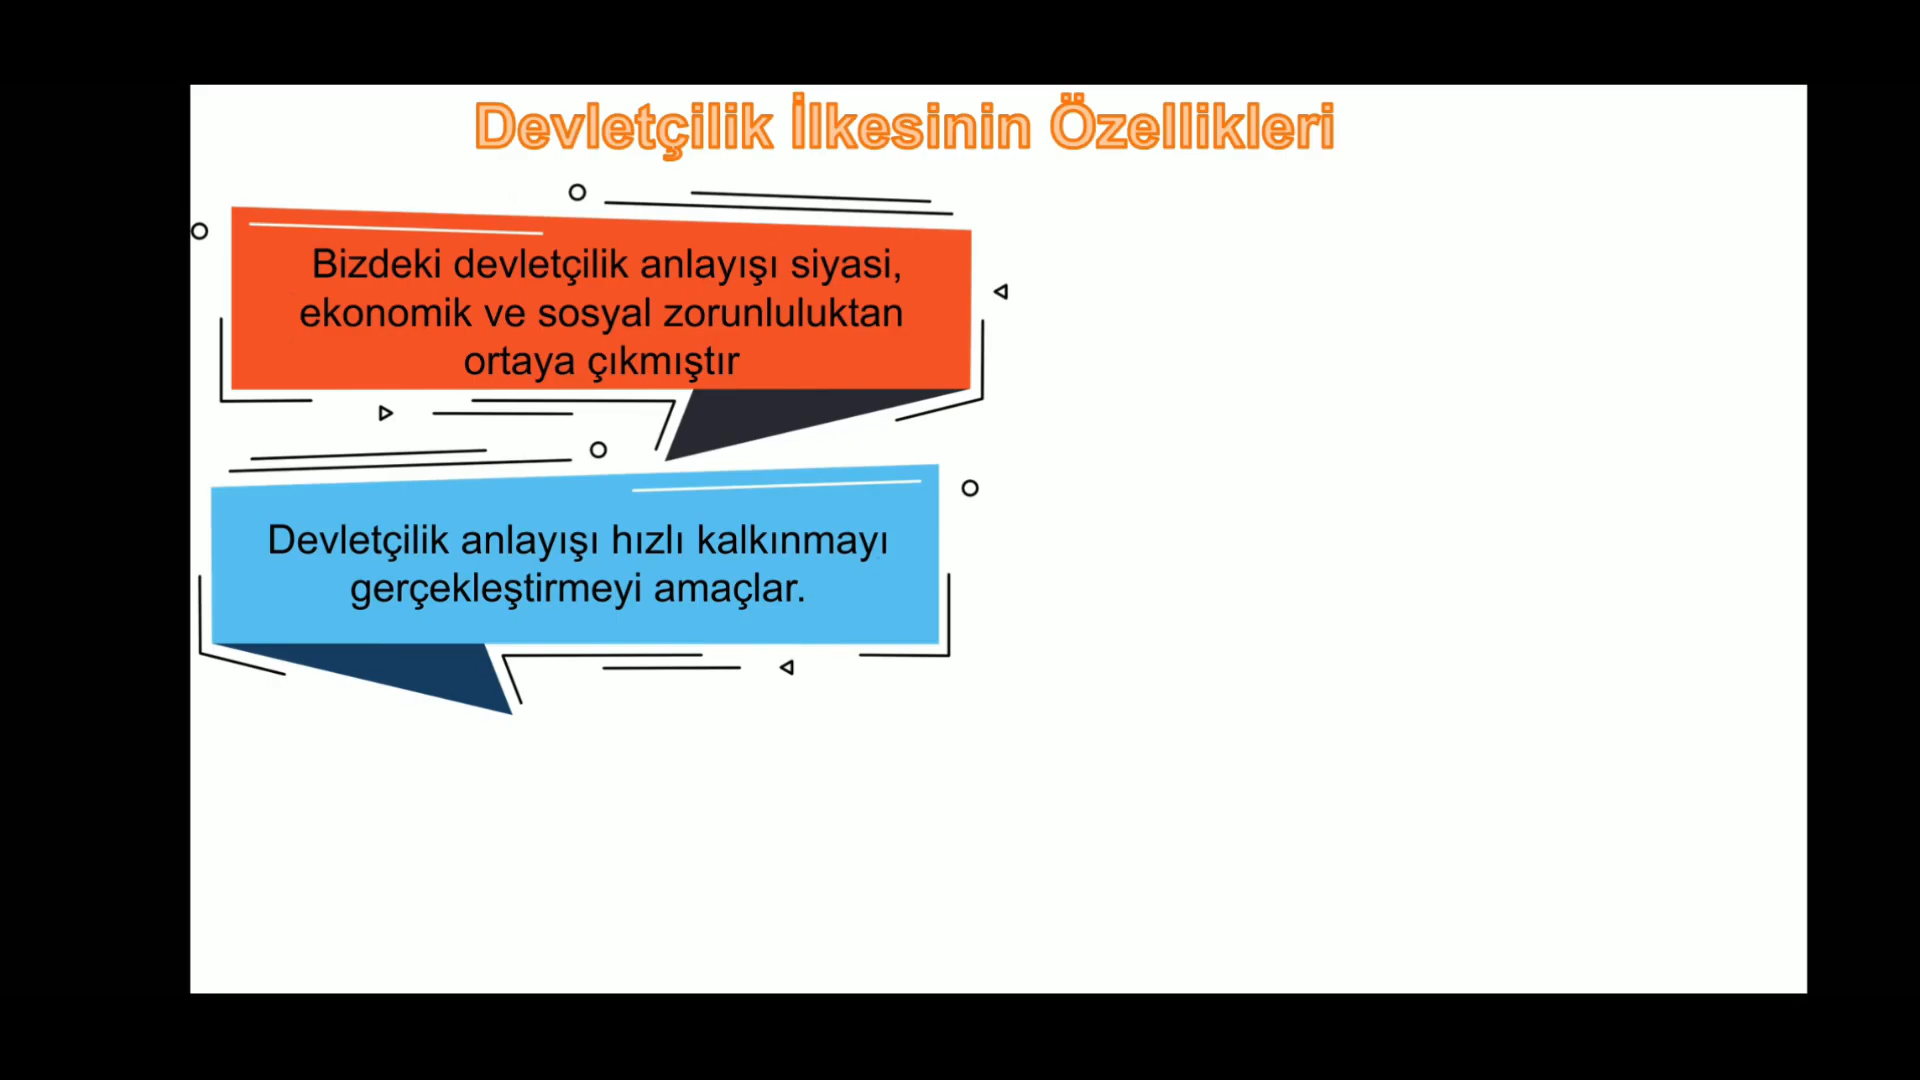 Devletçilik İlkesinin Özellikleri
Bizdeki devletçilik anlayışı siyasi,
ekonomik ve sosyal zorunluluktan
ortaya çıkmıştır
Devletçilik anlayışı hızlı kalkınmayı
gerçekleştirmeyi amaçlar.